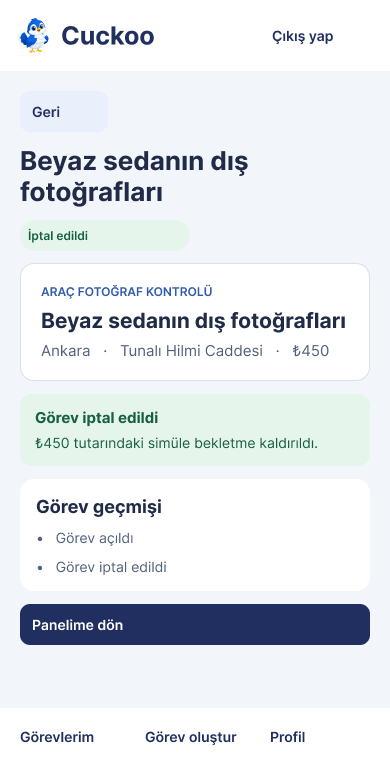 Cuckoo
Çıkış yap
Geri
Beyaz sedanın dış
fotoğrafları
İptal edildi
ARAÇ FOTOĞRAF KONTROLÜ
Beyaz sedanın dış fotoğrafları
Ankara · Tunalı Hilmi Caddesi · ₺450
Görev iptal edildi
₺450 tutarındaki simüle bekletme kaldırıldı.
Görev geçmişi
• Görev açıldı
• Görev iptal edildi
Panelime dön
Görevlerim
Görev oluştur
Profil